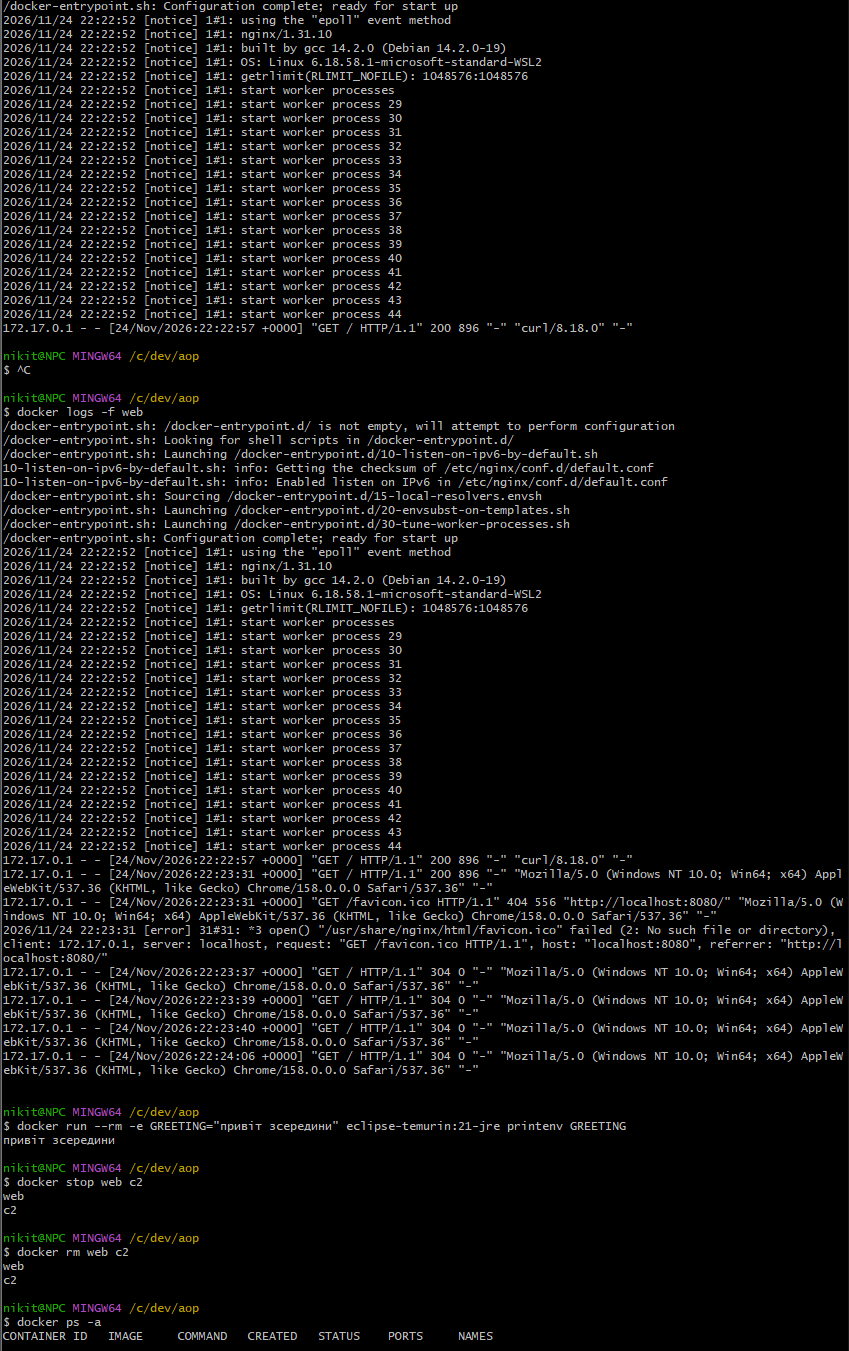 /docker-entrypoint.sh: Configuration complete; ready for start up
2026/11/24 22:22:52 [notice] 1#1: using the "epoll" event method
2026/11/24 22:22:52 [notice] 1#1: nginx/1.31.10
2026/11/24 22:22:52 [notice] 1#1: built by gcc 14.2.0 (Debian 14.2.0-19)
2026/11/24 22:22:52 [notice] 1#1: OS: Linux 6.18.58.1-microsoft-standard-WSL2
2026/11/24 22:22:52 [notice] 1#1: getrlimit(RLIMIT_NOFILE): 1048576:1048576
2026/11/24 22:22:52 [notice] 1#1: start worker processes
2026/11/24 22:22:52 [notice] 1#1: start worker process 29
2026/11/24 22:22:52 [notice] 1#1: start worker process 30
2026/11/24 22:22:52 [notice] 1#1: start worker process 31
2026/11/24 22:22:52 [notice] 1#1: start worker process 32
2026/11/24 22:22:52 [notice] 1#1: start worker process 33
2026/11/24 22:22:52 [notice] 1#1: start worker process 34
2026/11/24 22:22:52 [notice] 1#1: start worker process 35
2026/11/24 22:22:52 [notice] 1#1: start worker process 36
2026/11/24 22:22:52 [notice] 1#1: start worker process 37
2026/11/24 22:22:52 [notice] 1#1: start worker process 38
2026/11/24 22:22:52 [notice] 1#1: start worker process 39
2026/11/24 22:22:52 [notice] 1#1: start worker process 40
2026/11/24 22:22:52 [notice] 1#1: start worker process 41
2026/11/24 22:22:52 [notice] 1#1: start worker process 42
2026/11/24 22:22:52 [notice] 1#1: start worker process 43
2026/11/24 22:22:52 [notice] 1#1: start worker process 44
172.17.0.1 - - [24/Nov/2026:22:22:57 +0000] "GET / HTTP/1.1" 200 896 "-" "curl/8.18.0" "-"
nikit@NPC MINGW64 /c/dev/aop
$ ^C
nikit@NPC MINGW64 /c/dev/aop
$ docker logs -f web
/docker-entrypoint.sh: /docker-entrypoint.d/ is not empty, will attempt to perform configuration
/docker-entrypoint.sh: Looking for shell scripts in /docker-entrypoint.d/
/docker-entrypoint.sh: Launching /docker-entrypoint.d/10-listen-on-ipv6-by-default.sh
10-listen-on-ipv6-by-default.sh: info: Getting the checksum of /etc/nginx/conf.d/default.conf
10-listen-on-ipv6-by-default.sh: info: Enabled listen on IPv6 in /etc/nginx/conf.d/default.conf
/docker-entrypoint.sh: Sourcing /docker-entrypoint.d/15-local-resolvers.envsh
/docker-entrypoint.sh: Launching /docker-entrypoint.d/20-envsubst-on-templates.sh
/docker-entrypoint.sh: Launching /docker-entrypoint.d/30-tune-worker-processes.sh
/docker-entrypoint.sh: Configuration complete; ready for start up
2026/11/24 22:22:52 [notice] 1#1: using the "epoll" event method
2026/11/24 22:22:52 [notice] 1#1: nginx/1.31.10
2026/11/24 22:22:52 [notice] 1#1: built by gcc 14.2.0 (Debian 14.2.0-19)
2026/11/24 22:22:52 [notice] 1#1: OS: Linux 6.18.58.1-microsoft-standard-WSL2
2026/11/24 22:22:52 [notice] 1#1: getrlimit(RLIMIT_NOFILE): 1048576:1048576
2026/11/24 22:22:52 [notice] 1#1: start worker processes
2026/11/24 22:22:52 [notice] 1#1: start worker process 29
2026/11/24 22:22:52 [notice] 1#1: start worker process 30
2026/11/24 22:22:52 [notice] 1#1: start worker process 31
2026/11/24 22:22:52 [notice] 1#1: start worker process 32
2026/11/24 22:22:52 [notice] 1#1: start worker process 33
2026/11/24 22:22:52 [notice] 1#1: start worker process 34
2026/11/24 22:22:52 [notice] 1#1: start worker process 35
2026/11/24 22:22:52 [notice] 1#1: start worker process 36
2026/11/24 22:22:52 [notice] 1#1: start worker process 37
2026/11/24 22:22:52 [notice] 1#1: start worker process 38
2026/11/24 22:22:52 [notice] 1#1: start worker process 39
2026/11/24 22:22:52 [notice] 1#1: start worker process 40
2026/11/24 22:22:52 [notice] 1#1: start worker process 41
2026/11/24 22:22:52 [notice] 1#1: start worker process 42
2026/11/24 22:22:52 [notice] 1#1: start worker process 43
2026/11/24 22:22:52 [notice] 1#1: start worker process 44
172.17.0.1 - - [24/Nov/2026:22:22:57 +0000] "GET / HTTP/1.1" 200 896 "-" "curl/8.18.0" "-"
172.17.0.1 - - [24/Nov/2026:22:23:31 +0000] "GET / HTTP/1.1" 200 896 "-" "Mozilla/5.0 (Windows NT 10.0; Win64; x64) Appl
eWebKit/537.36 (KHTML, like Gecko) Chrome/158.0.0.0 Safari/537.36" "-"
172.17.0.1 - - [24/Nov/2026:22:23:31 +0000] "GET /favicon.ico HTTP/1.1" 404 556 "http://localhost:8080/" "Mozilla/5.0 (W
indows NT 10.0; Win64; x64) AppleWebKit/537.36 (KHTML, like Gecko) Chrome/158.0.0.0 Safari/537.36" "-"
2026/11/24 22:23:31 [error] 31#31: *3 open() "/usr/share/nginx/html/favicon.ico" failed (2: No such file or directory),
client: 172.17.0.1, server: localhost, request: "GET /favicon.ico HTTP/1.1", host: "localhost:8080", referrer: "http://l
ocalhost:8080/"
172.17.0.1 - - [24/Nov/2026:22:23:37 +0000] "GET / HTTP/1.1" 304 0 "-" "Mozilla/5.0 (Windows NT 10.0; Win64; x64) AppleW
ebKit/537.36 (KHTML, like Gecko) Chrome/158.0.0.0 Safari/537.36" "-"
172.17.0.1 - - [24/Nov/2026:22:23:39 +0000] "GET / HTTP/1.1" 304 0 "-" "Mozilla/5.0 (Windows NT 10.0; Win64; x64) AppleW
ebKit/537.36 (KHTML, like Gecko) Chrome/158.0.0.0 Safari/537.36" "-"
172.17.0.1 - - [24/Nov/2026:22:23:40 +0000] "GET / HTTP/1.1" 304 0 "-" "Mozilla/5.0 (Windows NT 10.0; Win64; x64) AppleW
ebKit/537.36 (KHTML, like Gecko) Chrome/158.0.0.0 Safari/537.36" "-"
172.17.0.1 - - [24/Nov/2026:22:24:06 +0000] "GET / HTTP/1.1" 304 0 "-" "Mozilla/5.0 (Windows NT 10.0; Win64; x64) AppleW
ebKit/537.36 (KHTML, like Gecko) Chrome/158.0.0.0 Safari/537.36" "-"
nikit@NPC MINGW64 /c/dev/aop
$ docker run --rm -e GREETING="привіт зсередини" eclipse-temurin:21-jre printenv GREETING
привіт зсередини
nikit@NPC MINGW64 /c/dev/aop
$ docker stop web c2
web
c2
nikit@NPC MINGW64 /c/dev/aop
$ docker rm web c2
web
c2
nikit@NPC MINGW64 /c/dev/aop
$ docker ps -a
CONTAINER ID   IMAGE     COMMAND   CREATED   STATUS    PORTS     NAMES